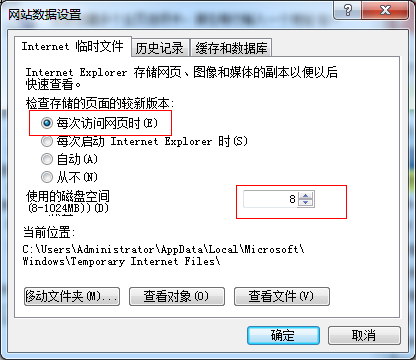 网站数据设置
Internet 临时文件 历史记录 缓存和数据库
Internet Explorer 存储网页、图像和媒体的副本以便以后
快速查看。
检查存储的页面的较新版本:
每次访问网页时(E)
每次启动 Internet Explorer 时(S)
自动(A)
从不(N)
使用的磁盘空间
(8-1024MB))(D)
8
当前位置:
C:\Users\Administrator\AppData\Local\Microsoft\
Windows\Temporary Internet Files\
移动文件夹(M)... 查看对象(O) 查看文件(V)
确定 取消